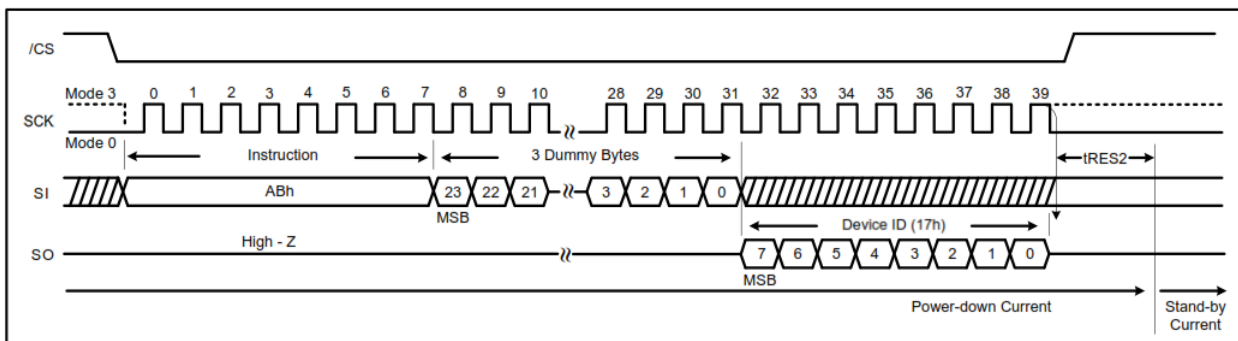 /CS
Mode 3 0 1 2 3 4 5 6 7 8 9 10 28 29 30 31 32 33 34 35 36 37 38 39
SCK
Mode 0
Instruction 3 Dummy Bytes tRES2
SI ABh 23 22 21 3 2 1 0
MSB
Device ID (17h)
High - Z
SO 7 6 5 4 3 2 1 0
MSB
Power-down Current Stand-by
Current